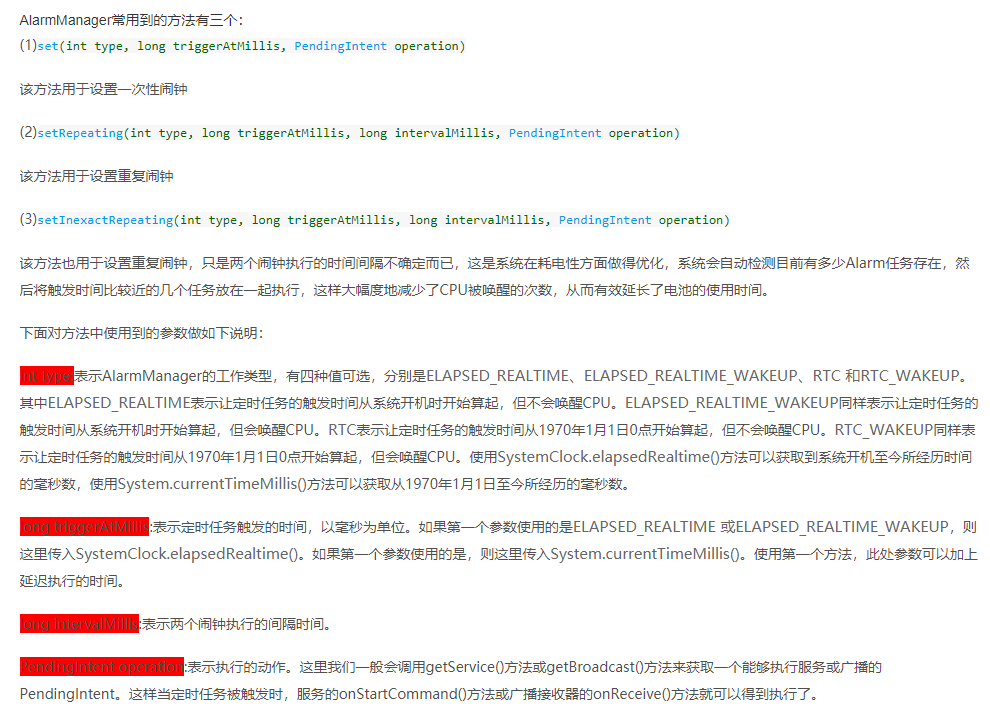 AlarmManager常用到的方法有三个：
(1)set(int type, long triggerAtMillis, PendingIntent operation)
该方法用于设置一次性闹钟
(2)setRepeating(int type, long triggerAtMillis, long intervalMillis, PendingIntent operation)
该方法用于设置重复闹钟
(3)setInexactRepeating(int type, long triggerAtMillis, long intervalMillis, PendingIntent operation)
该方法也用于设置重复闹钟，只是两个闹钟执行的时间间隔不确定而已，这是系统在耗电性方面做得优化，系统会自动检测目前有多少Alarm任务存在，然
后将触发时间比较近的几个任务放在一起执行，这样大幅度地减少了CPU被唤醒的次数，从而有效延长了电池的使用时间。
下面对方法中使用到的参数做如下说明：
int type:表示AlarmManager的工作类型，有四种值可选，分别是ELAPSED_REALTIME、ELAPSED_REALTIME_WAKEUP、RTC 和RTC_WAKEUP。
其中ELAPSED_REALTIME表示让定时任务的触发时间从系统开机时开始算起，但不会唤醒CPU。ELAPSED_REALTIME_WAKEUP同样表示让定时任务的
触发时间从系统开机时开始算起，但会唤醒CPU。RTC表示让定时任务的触发时间从1970年1月1日0点开始算起，但不会唤醒CPU。RTC_WAKEUP同样表
示让定时任务的触发时间从1970年1月1日0点开始算起，但会唤醒CPU。使用SystemClock.elapsedRealtime()方法可以获取到系统开机至今所经历时间
的毫秒数，使用System.currentTimeMillis()方法可以获取从1970年1月1日至今所经历的毫秒数。
long triggerAtMillis:表示定时任务触发的时间，以毫秒为单位。如果第一个参数使用的是ELAPSED_REALTIME 或ELAPSED_REALTIME_WAKEUP，则
这里传入SystemClock.elapsedRealtime()。如果第一个参数使用的是，则这里传入System.currentTimeMillis()。使用第一个方法，此处参数可以加上
延迟执行的时间。
long intervalMillis:表示两个闹钟执行的间隔时间。
PendingIntent operation:表示执行的动作。这里我们一般会调用getService()方法或getBroadcast()方法来获取一个能够执行服务或广播的
PendingIntent。这样当定时任务被触发时，服务的onStartCommand()方法或广播接收器的onReceive()方法就可以得到执行了。